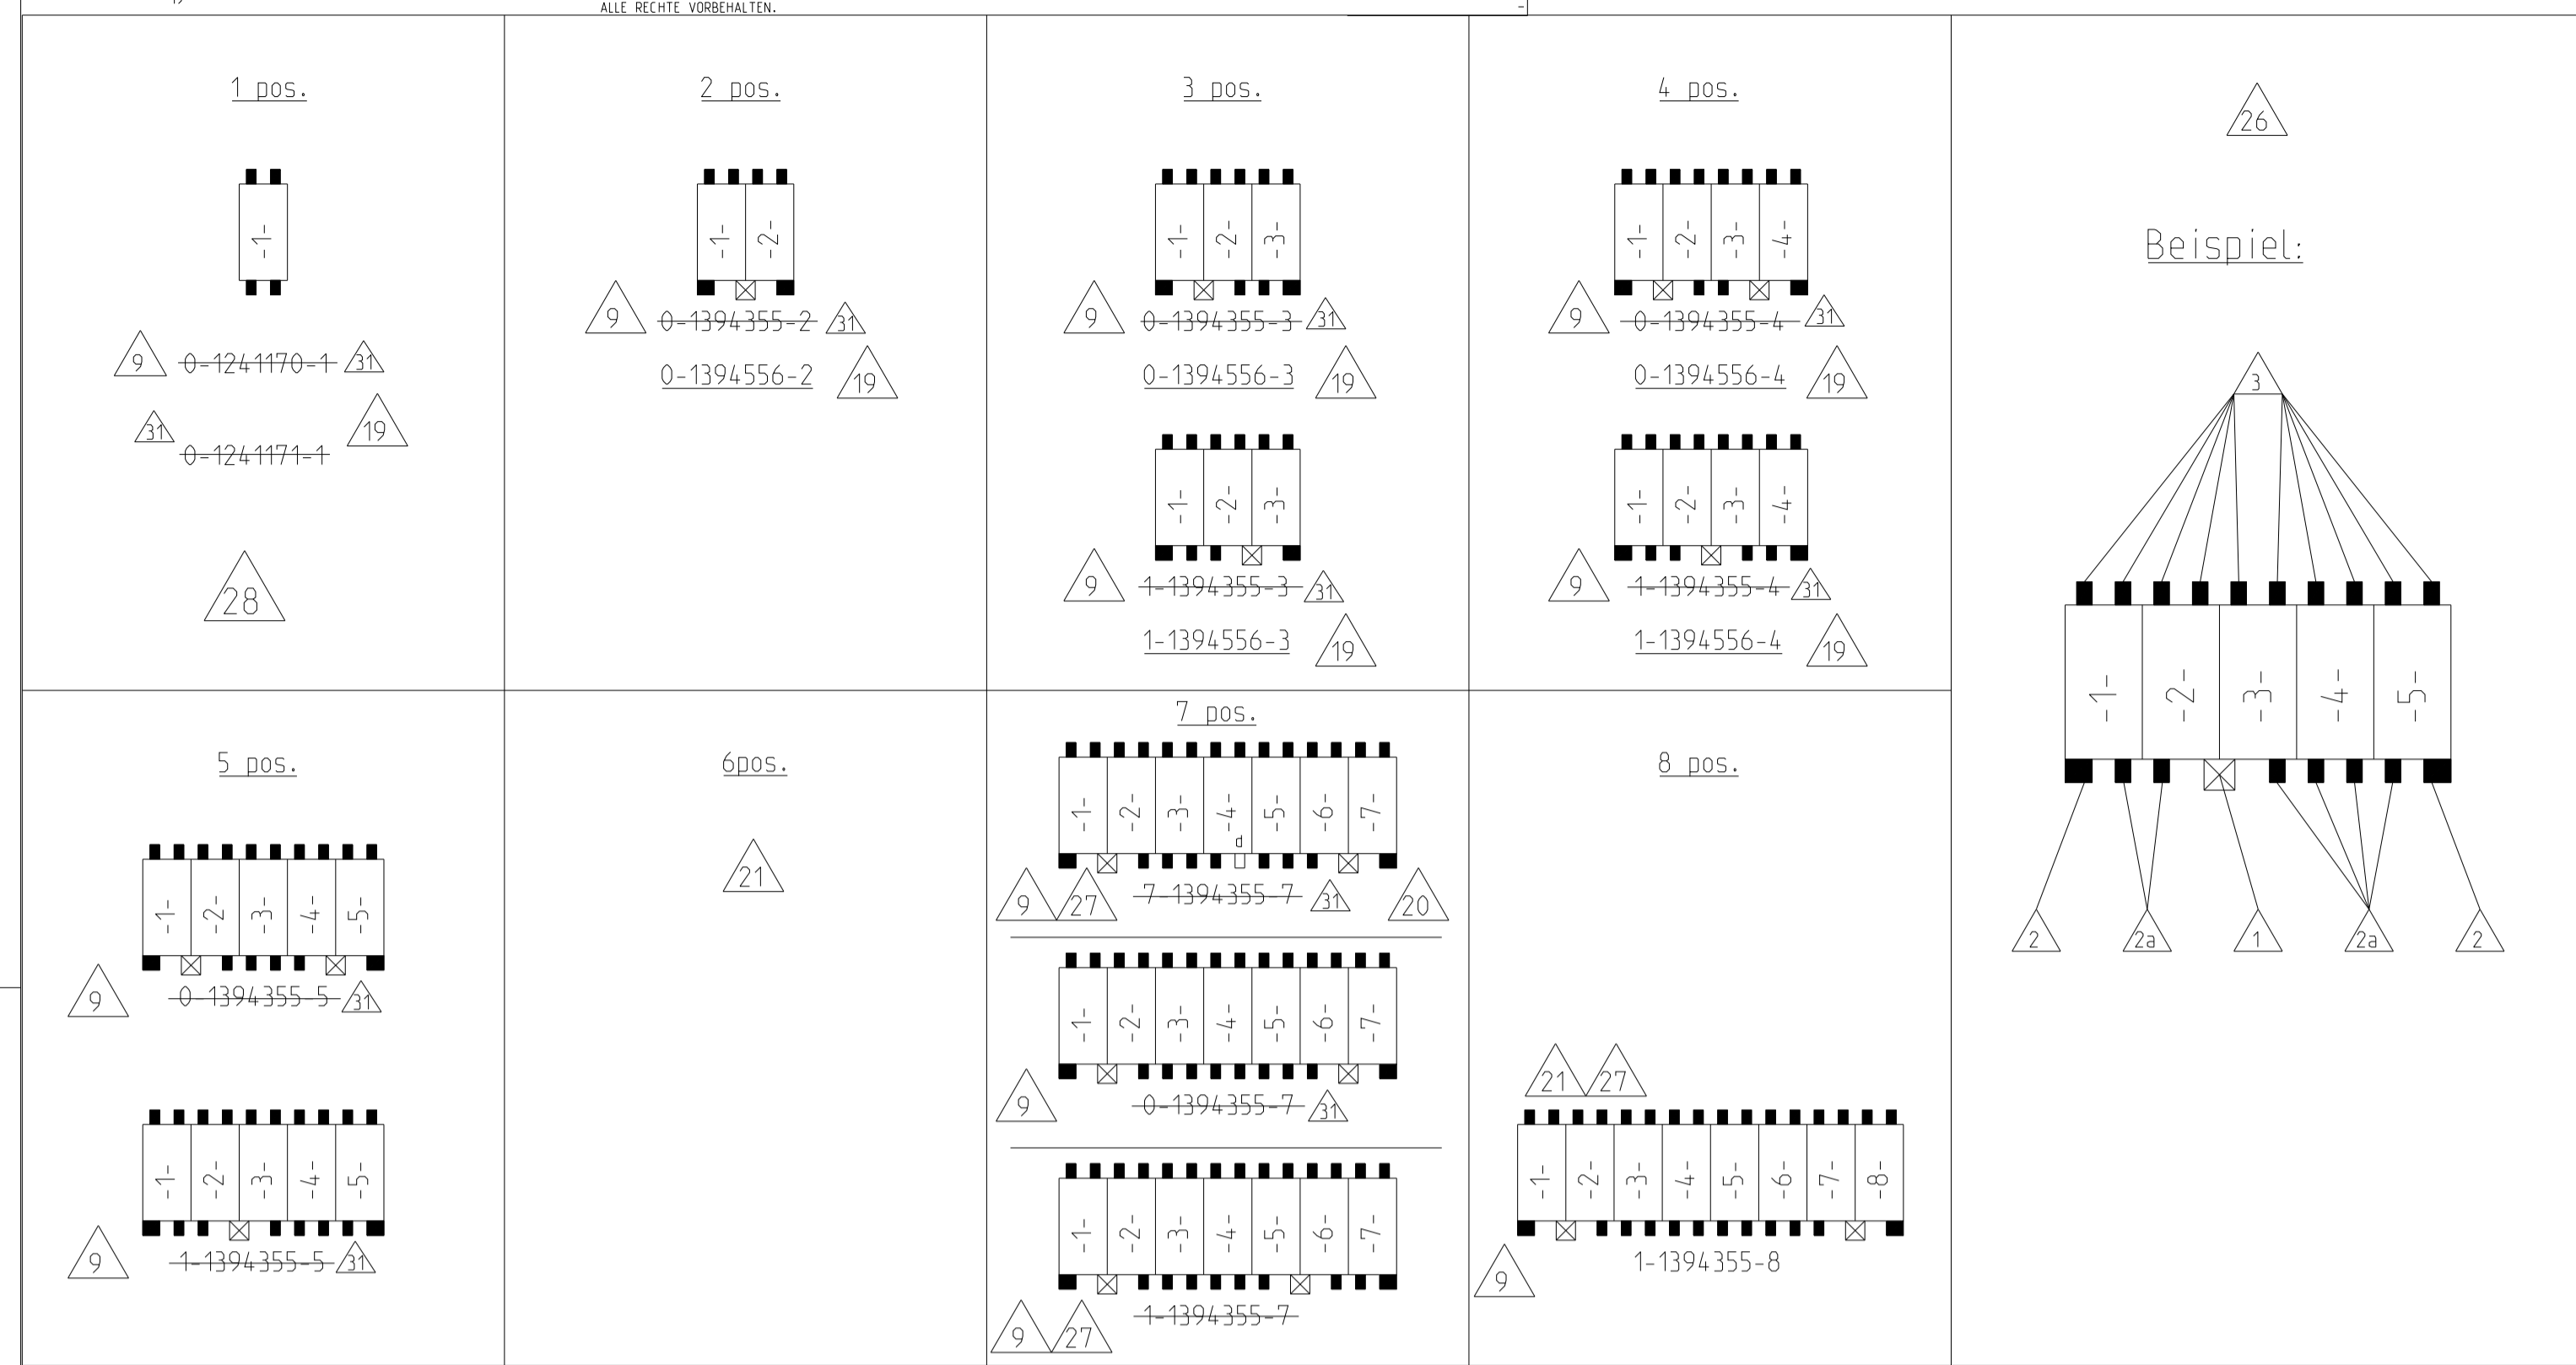 ALLE RECHTE VORBEHALTEN.
-
1 pos.
-1-
9 0-1241170-1 31
31 19
0-1241171-1
28
2 pos.
-1- -2-
9 0-1394355-2 31
0-1394556-2 19
3 pos.
-1- -2- -3-
9 0-1394355-3 31
0-1394556-3 19
-1- -2- -3-
9 1-1394355-3 31
1-1394556-3 19
4 pos.
-1- -2- -3- -4-
9 0-1394355-4 31
0-1394556-4 19
-1- -2- -3- -4-
9 1-1394355-4 31
1-1394556-4 19
26
Beispiel:
3
-1- -2- -3- -4- -5-
2 2a 1 2a 2
5 pos.
-1- -2- -3- -4- -5-
9 0-1394355-5 31
-1- -2- -3- -4- -5-
9 1-1394355-5 31
6pos.
21
7 pos.
-1- -2- -3- -4- -5- -6- -7-
d
9 27 7-1394355-7 31 20
-1- -2- -3- -4- -5- -6- -7-
9 0-1394355-7 31
-1- -2- -3- -4- -5- -6- -7-
9 27 1-1394355-7
8 pos.
21 27
-1- -2- -3- -4- -5- -6- -7- -8-
9 1-1394355-8